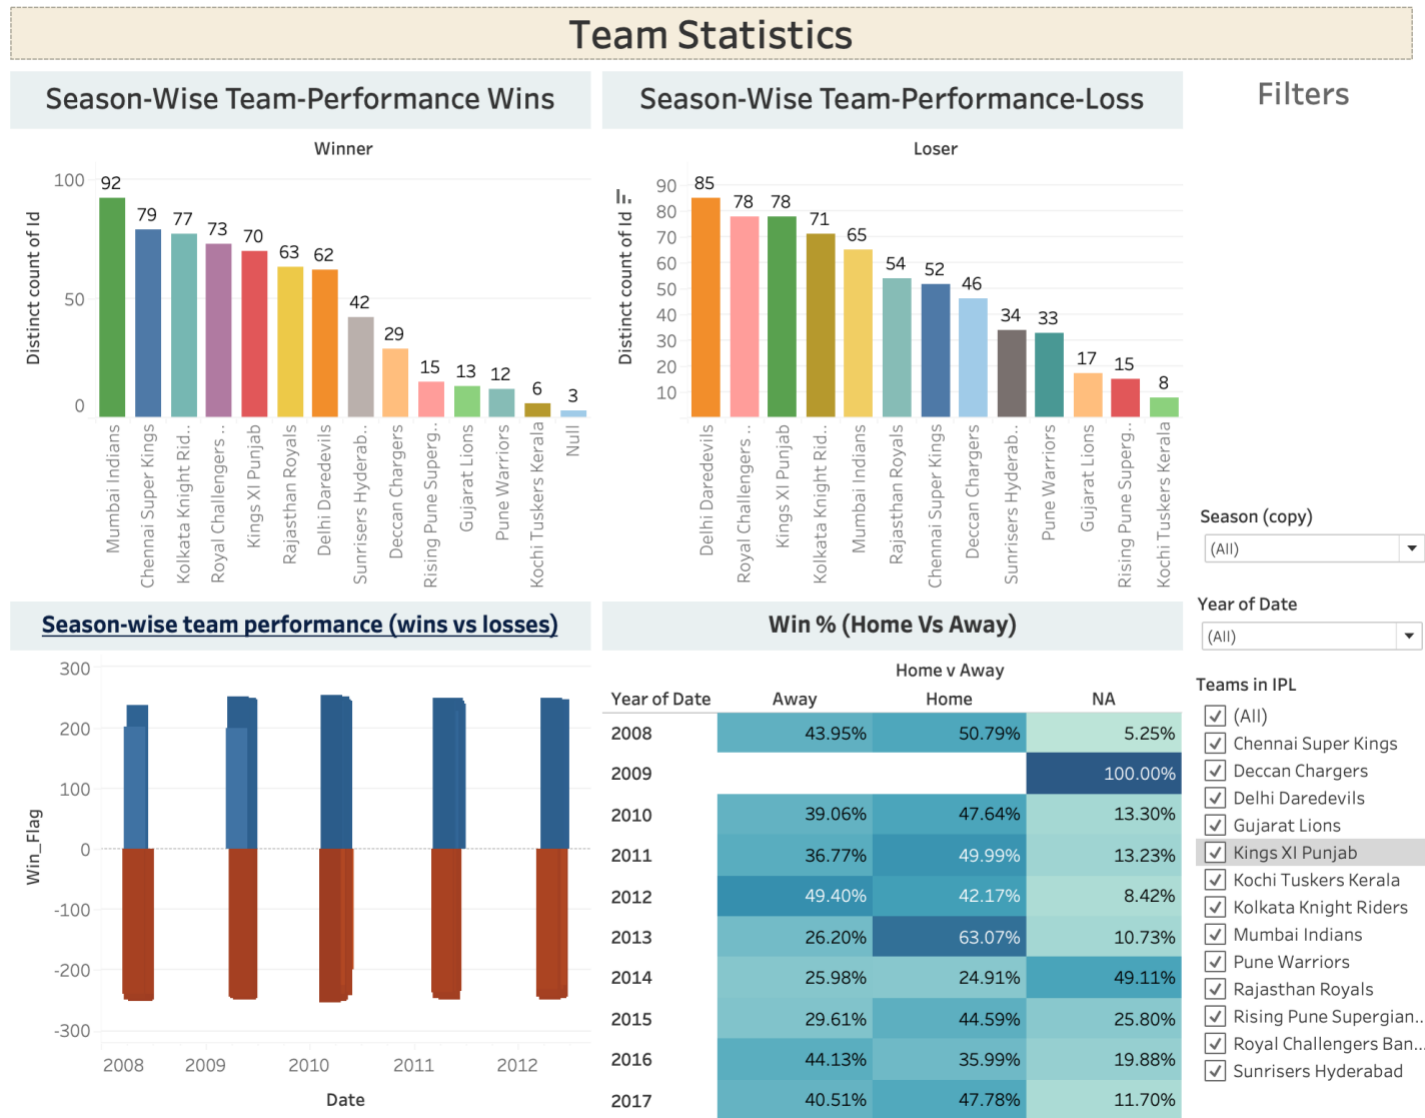 Team Statistics
Season-Wise Team-Performance Wins
Winner
Distinct count of Id
100
50
0
92
79
77
73
70
63
62
42
29
15
13
12
6
3
Mumbai Indians
Chennai Super Kings
Kolkata Knight Rid..
Royal Challengers ..
Kings XI Punjab
Rajasthan Royals
Delhi Daredevils
Sunrisers Hyderab..
Deccan Chargers
Rising Pune Superg..
Gujarat Lions
Pune Warriors
Kochi Tuskers Kerala
Null
Season-Wise Team-Performance-Loss
Loser
Distinct count of Id
90
80
70
60
50
40
30
20
10
85
78
78
71
65
54
52
46
34
33
17
15
8
Delhi Daredevils
Royal Challengers ..
Kings XI Punjab
Kolkata Knight Rid..
Mumbai Indians
Rajasthan Royals
Chennai Super Kings
Deccan Chargers
Sunrisers Hyderab..
Pune Warriors
Gujarat Lions
Rising Pune Superg..
Kochi Tuskers Kerala
Season-wise team performance (wins vs losses)
Win_Flag
300
200
100
0
-100
-200
-300
2008 2009 2010 2011 2012
Date
Win % (Home Vs Away)
Home v Away
Year of Date Away Home NA
2008 43.95% 50.79% 5.25%
2009 100.00%
2010 39.06% 47.64% 13.30%
2011 36.77% 49.99% 13.23%
2012 49.40% 42.17% 8.42%
2013 26.20% 63.07% 10.73%
2014 25.98% 24.91% 49.11%
2015 29.61% 44.59% 25.80%
2016 44.13% 35.99% 19.88%
2017 40.51% 47.78% 11.70%
Filters
Season (copy)
(All)
Year of Date
(All)
Teams in IPL
(All)
Chennai Super Kings
Deccan Chargers
Delhi Daredevils
Gujarat Lions
Kings XI Punjab
Kochi Tuskers Kerala
Kolkata Knight Riders
Mumbai Indians
Pune Warriors
Rajasthan Royals
Rising Pune Supergian..
Royal Challengers Ban...
Sunrisers Hyderabad